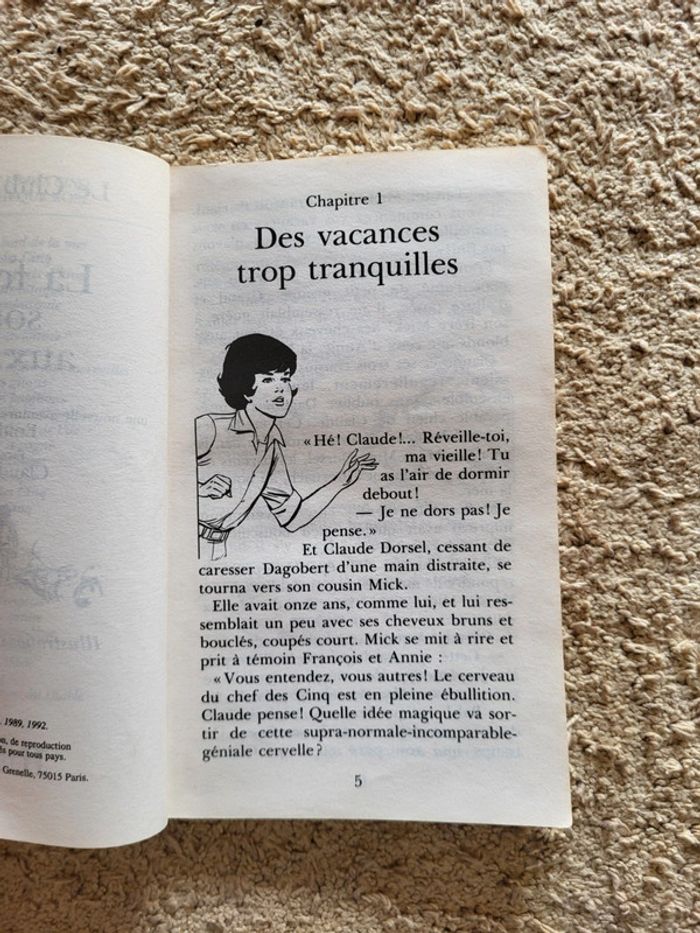 , 1989, 1992.
on, de reproduction
ds pour tous pays.
Grenelle, 75015 Paris.
Chapitre 1
Des vacances
trop tranquilles
« Hé! Claude!... Réveille-toi,
ma vieille! Tu
as l'air de dormir
debout!
— Je ne dors pas! Je
pense. »
Et Claude Dorsel, cessant de
caresser Dagobert d'une main distraite, se
tourna vers son cousin Mick.
Elle avait onze ans, comme lui, et lui res-
semblait un peu avec ses cheveux bruns et
bouclés, coupés court. Mick se mit à rire et
prit à témoin François et Annie :
« Vous entendez, vous autres! Le cerveau
du chef des Cinq est en pleine ébullition.
Claude pense! Quelle idée magique va sor-
tir de cette supra-normale-incomparable-
géniale cervelle?
5